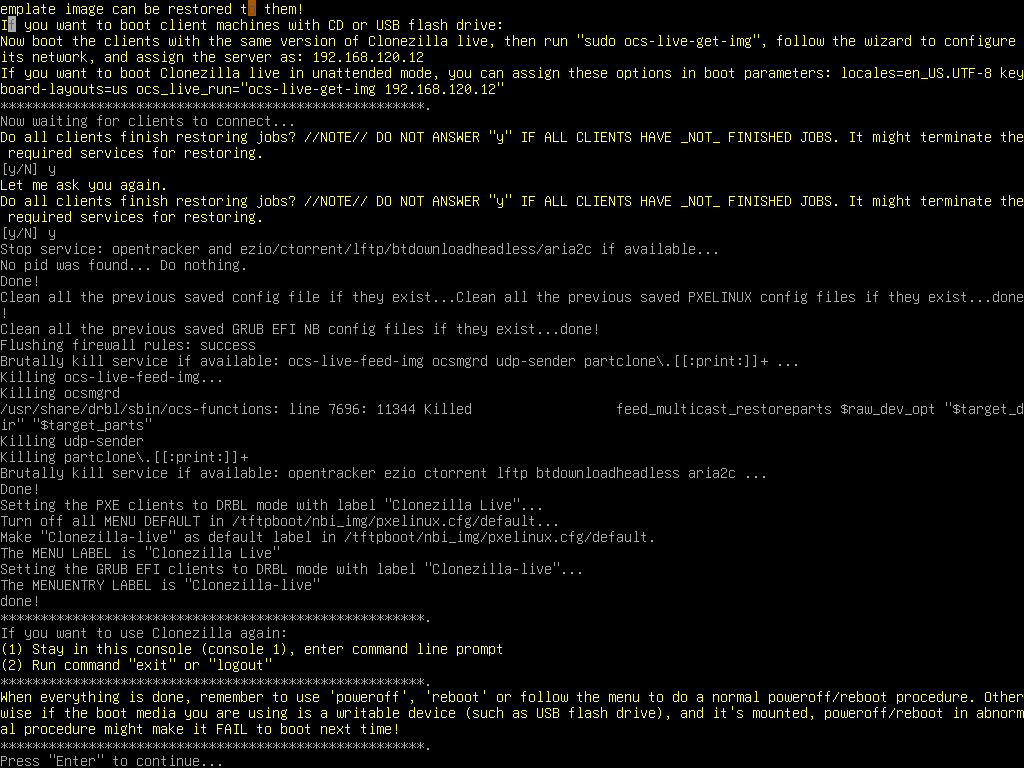 emplate image can be restored t  them!
If you want to boot client machines with CD or USB flash drive:
Now boot the clients with the same version of Clonezilla live, then run "sudo ocs-live-get-img", follow the wizard to configure
its network, and assign the server as: 192.168.120.12
If you want to boot Clonezilla live in unattended mode, you can assign these options in boot parameters: locales=en_US.UTF-8 key
board-layouts=us ocs_live_run="ocs-live-get-img 192.168.120.12"
*****************************************************.
Now waiting for clients to connect...
Do all clients finish restoring jobs? //NOTE// DO NOT ANSWER "y" IF ALL CLIENTS HAVE _NOT_ FINISHED JOBS. It might terminate the
 required services for restoring.
[y/N] y
Let me ask you again.
Do all clients finish restoring jobs? //NOTE// DO NOT ANSWER "y" IF ALL CLIENTS HAVE _NOT_ FINISHED JOBS. It might terminate the
 required services for restoring.
[y/N] y
Stop service: opentracker and ezio/ctorrent/lftp/btdownloadheadless/aria2c if available...
No pid was found... Do nothing.
Done!
Clean all the previous saved config file if they exist...Clean all the previous saved PXELINUX config files if they exist...done
!
Clean all the previous saved GRUB EFI NB config files if they exist...done!
Flushing firewall rules: success
Brutally kill service if available: ocs-live-feed-img ocsmgrd udp-sender partclone\.[[:print:]]+ ...
Killing ocs-live-feed-img...
Killing ocsmgrd
/usr/share/drbl/sbin/ocs-functions: line 7696: 11344 Killed                  feed_multicast_restoreparts $raw_dev_opt "$target_d
ir" "$target_parts"
Killing udp-sender
Killing partclone\.[[:print:]]+
Brutally kill service if available: opentracker ezio ctorrent lftp btdownloadheadless aria2c ...
Done!
Setting the PXE clients to DRBL mode with label "Clonezilla Live"...
Turn off all MENU DEFAULT in /tftpboot/nbi_img/pxelinux.cfg/default...
Make "Clonezilla-live" as default label in /tftpboot/nbi_img/pxelinux.cfg/default.
The MENU LABEL is "Clonezilla Live"
Setting the GRUB EFI clients to DRBL mode with label "Clonezilla-live"...
The MENUENTRY LABEL is "Clonezilla-live"
done!
*****************************************************.
If you want to use Clonezilla again:
(1) Stay in this console (console 1), enter command line prompt
(2) Run command "exit" or "logout"
*****************************************************.
When everything is done, remember to use 'poweroff', 'reboot' or follow the menu to do a normal poweroff/reboot procedure. Other
wise if the boot media you are using is a writable device (such as USB flash drive), and it's mounted, poweroff/reboot in abnorm
al procedure might make it FAIL to boot next time!
*****************************************************.
Press "Enter" to continue...